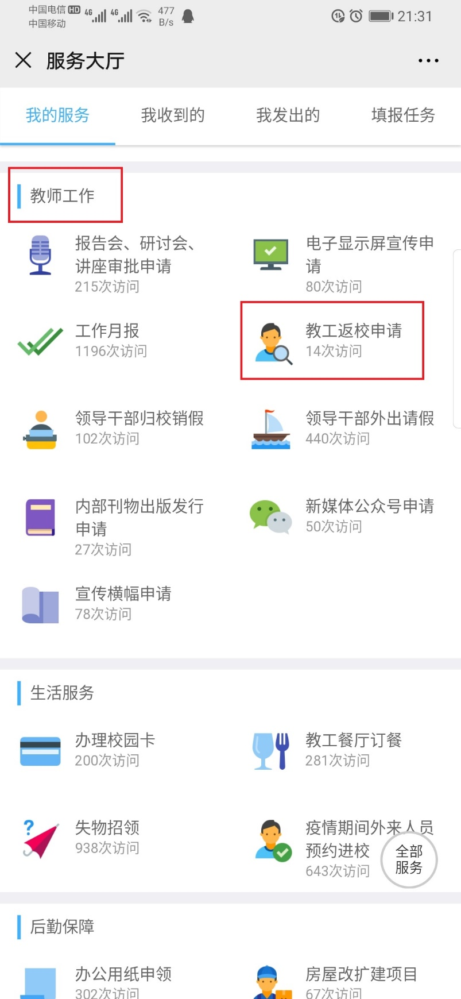 中国电信 HD 4G 4G 477 B/s 21:31
中国移动
服务大厅
我的服务 我收到的 我发出的 填报任务
教师工作
报告会、研讨会、
讲座审批申请
215次访问
电子显示屏宣传申
请
80次访问
工作月报
1196次访问
教工返校申请
14次访问
领导干部归校销假
102次访问
领导干部外出请假
440次访问
内部刊物出版发行
申请
27次访问
新媒体公众号申请
50次访问
宣传横幅申请
78次访问
生活服务
办理校园卡
200次访问
教工餐厅订餐
281次访问
失物招领
938次访问
疫情期间外来人员
预约进校
643次访问
全部
服务
后勤保障
办公用纸申领
302次访问
房屋改扩建项目
67次访问